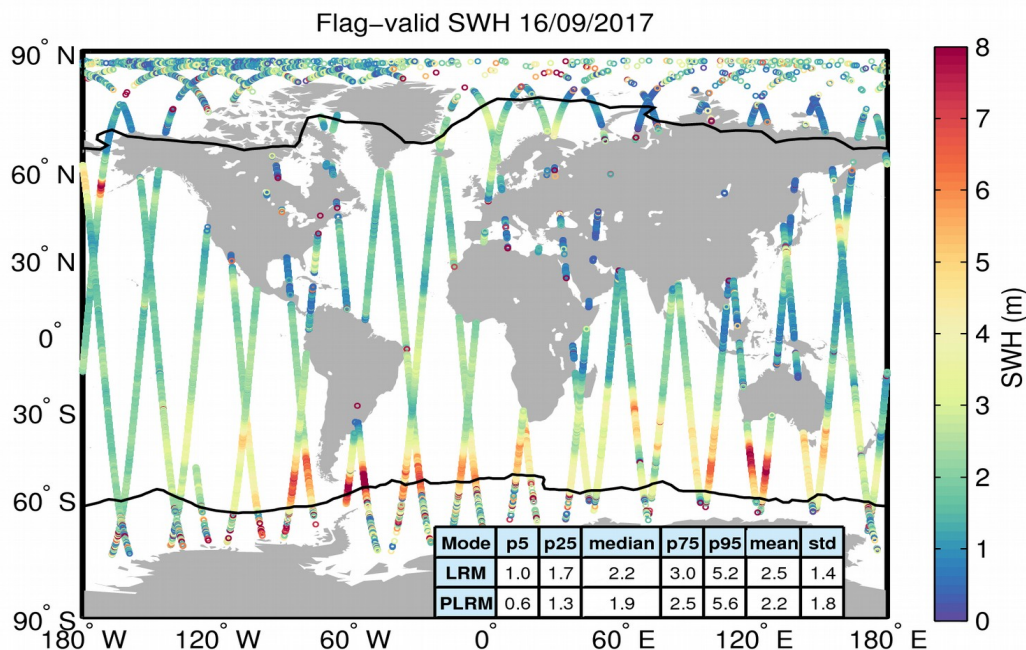 Flag−valid SWH 16/09/2017
90° N
60° N
30° N
0°
30° S
60° S
90° S
180° W
120° W
60° W
0°
60° E
120° E
180° E
Mode p5 p25 median p75 p95 mean std
LRM 1.0 1.7 2.2 3.0 5.2 2.5 1.4
PLRM 0.6 1.3 1.9 2.5 5.6 2.2 1.8
8
7
6
5
4
3
2
1
0
SWH (m)